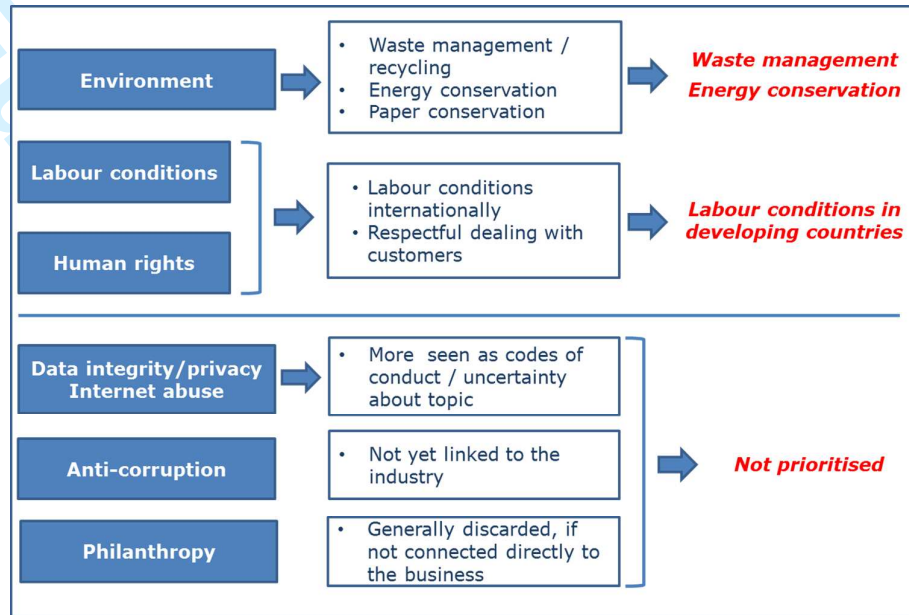 Environment
• Waste management /
recycling
• Energy conservation
• Paper conservation
Waste management
Energy conservation
Labour conditions
Human rights
• Labour conditions
internationally
• Respectful dealing with
customers
Labour conditions in
developing countries
Data integrity/privacy
Internet abuse
• More seen as codes of
conduct / uncertainty
about topic
Anti-corruption
• Not yet linked to the
industry
Philanthropy
• Generally discarded, if
not connected directly to
the business
Not prioritised